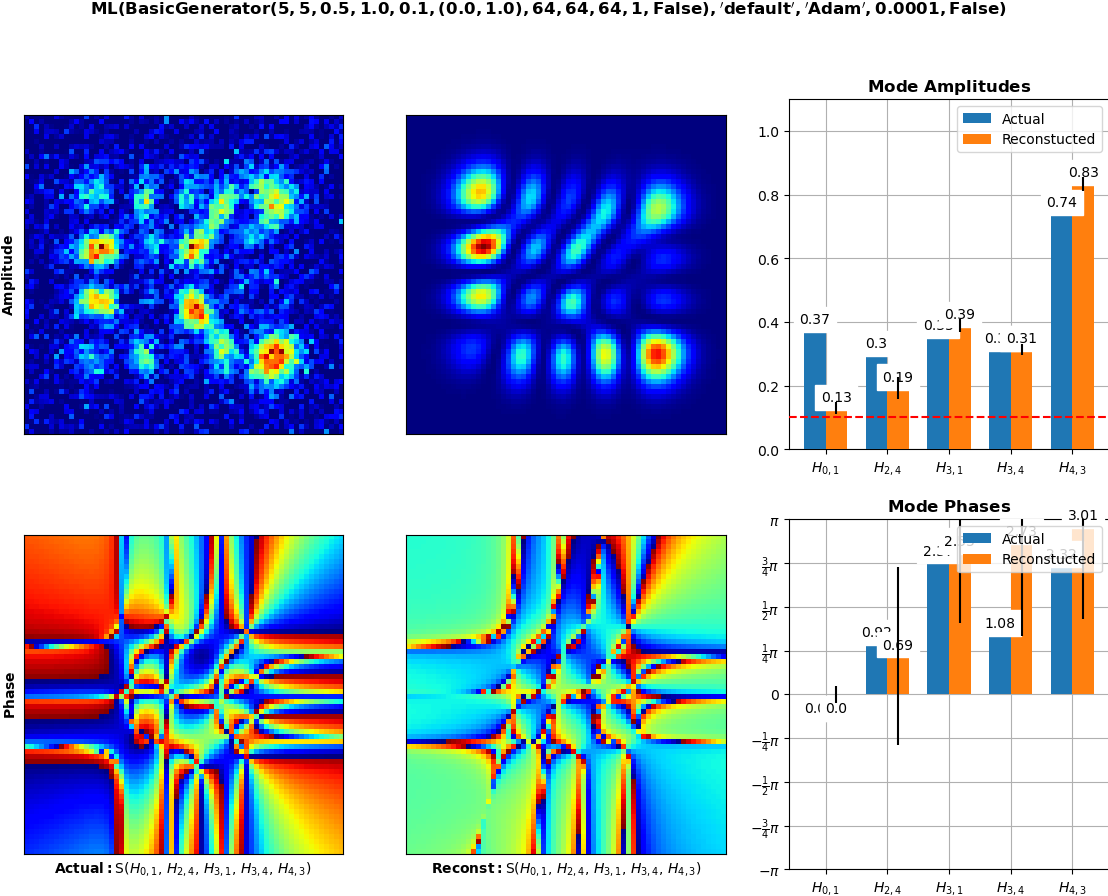 ML(BasicGenerator(5, 5, 0.5, 1.0, 0.1, (0.0, 1.0), 64, 64, 64, 1, False), ′default′, ′Adam′, 0.0001, False)
Mode Amplitudes
Amplitude
1.0
0.8
0.6
0.4
0.2
0.0
Actual
Reconstucted
0.37
0.13
0.3
0.19
0.39
0.31
0.74
0.83
H0,1
H2,4
H3,1
H3,4
H4,3
Mode Phases
Phase
π
3/4π
1/2π
1/4π
0
−1/4π
−1/2π
−3/4π
−π
Actual
Reconstucted
0.0
0.69
1.08
3.01
H0,1
H2,4
H3,1
H3,4
H4,3
Actual: S(H0,1, H2,4, H3,1, H3,4, H4,3)
Reconst: S(H0,1, H2,4, H3,1, H3,4, H4,3)